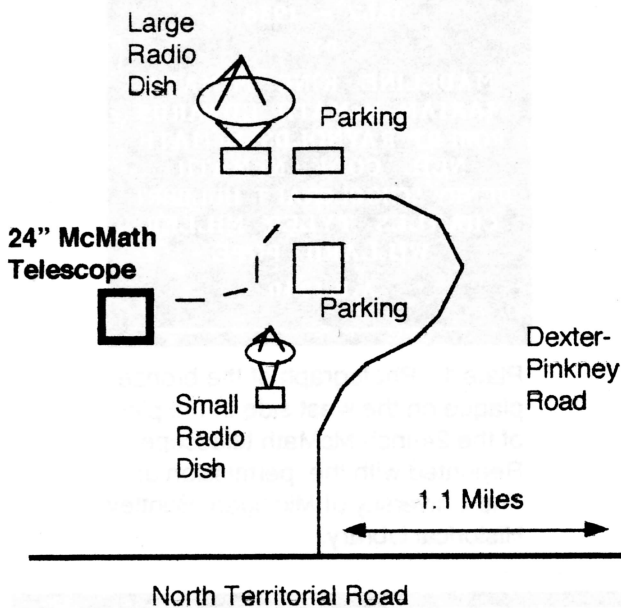 Large
Radio
Dish
Parking
24" McMath
Telescope
Parking
Dexter-
Pinkney
Road
Small
Radio
Dish
1.1 Miles
North Territorial Road